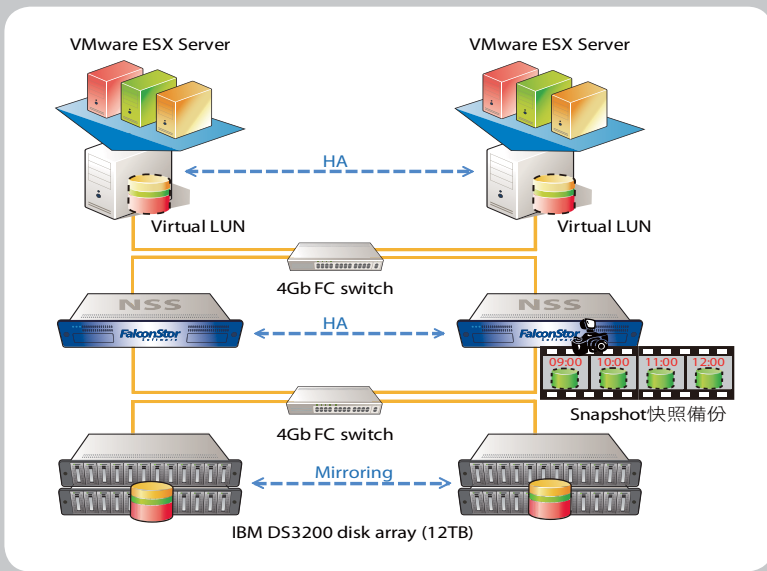 VMware ESX Server
VMware ESX Server
HA
Virtual LUN
Virtual LUN
4Gb FC switch
NSS
NSS
FalconStor
Software
FalconStor
Software
HA
09:00
10:00
11:00
12:00
Snapshot快照備份
4Gb FC switch
Mirroring
IBM DS3200 disk array (12TB)